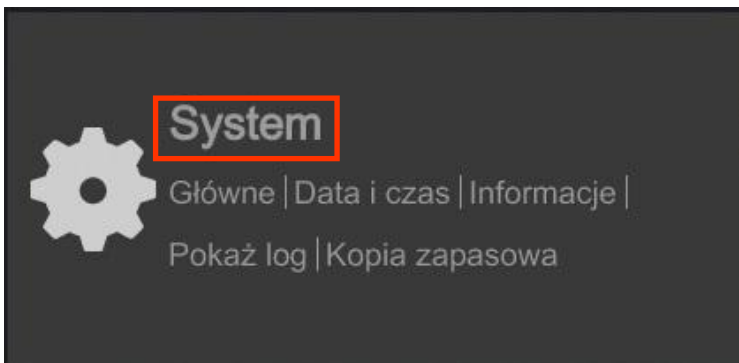 System
Główne | Data i czas | Informacje |
Pokaż log | Kopia zapasowa